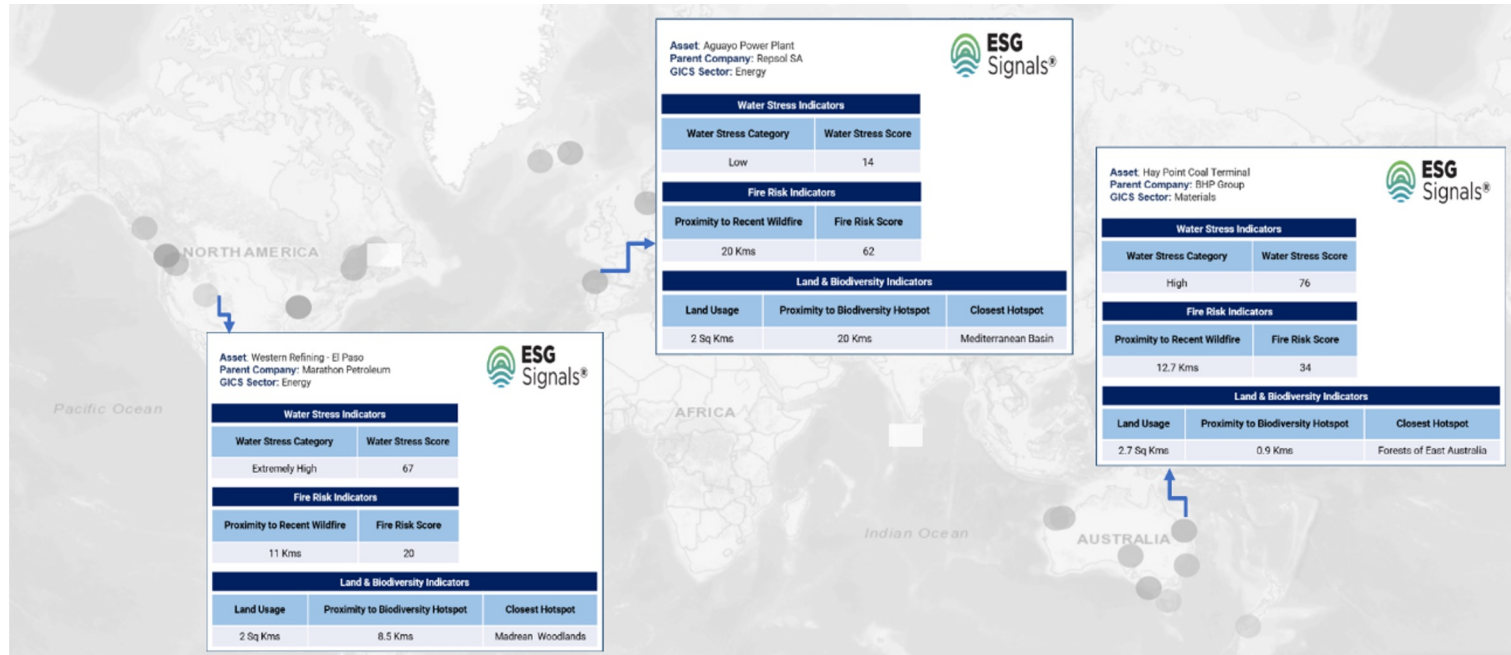 Asset: Aguayo Power Plant
Parent Company: Repsol SA
GICS Sector: Energy
ESG
Signals®
Water Stress Indicators
Water Stress Category Water Stress Score
Low 14
Fire Risk Indicators
Proximity to Recent Wildfire Fire Risk Score
20 Kms 62
Land & Biodiversity Indicators
Land Usage Proximity to Biodiversity Hotspot Closest Hotspot
2 Sq Kms 20 Kms Mediterranean Basin
Asset: Hay Point Coal Terminal
Parent Company: BHP Group
GICS Sector: Materials
ESG
Signals®
Water Stress Indicators
Water Stress Category Water Stress Score
High 76
Fire Risk Indicators
Proximity to Recent Wildfire Fire Risk Score
12.7 Kms 34
Land & Biodiversity Indicators
Land Usage Proximity to Biodiversity Hotspot Closest Hotspot
2.7 Sq Kms 0.9 Kms Forests of East Australia
NORTH AMERICA
Asset: Western Refining - El Paso
Parent Company: Marathon Petroleum
GICS Sector: Energy
ESG
Signals®
Water Stress Indicators
Water Stress Category Water Stress Score
Extremely High 67
Fire Risk Indicators
Proximity to Recent Wildfire Fire Risk Score
11 Kms 20
Land & Biodiversity Indicators
Land Usage Proximity to Biodiversity Hotspot Closest Hotspot
2 Sq Kms 8.5 Kms Madrean Woodlands
Pacific Ocean
AFRICA
Indian Ocean
AUSTRALIA